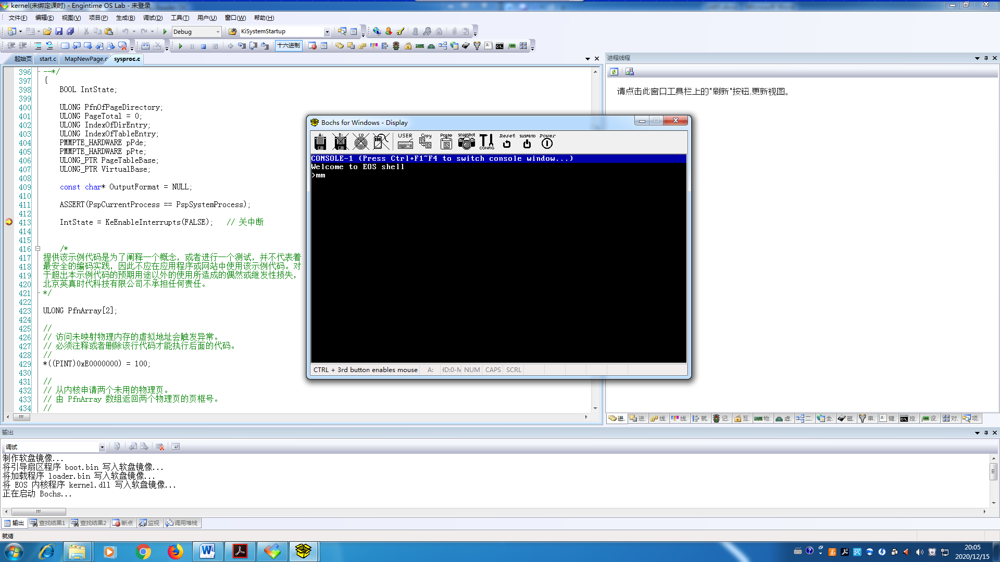 kernel(未绑定课时) - Engintime OS Lab - 未登录
文件(F) 编辑(E) 视图(V) 项目(P) 生成(B) 调试(D) 工具(T) 用户(U) 窗口(W) 帮助(H)
Debug KiSystemStartup
十六进制
起始页 start.c MapNewPage.c sysproc.c
396 --*/
397 {
398 BOOL IntState;
399
400 ULONG PfnOfPageDirectory;
401 ULONG PageTotal = 0;
402 ULONG IndexOfDirEntry;
403 ULONG IndexOfTableEntry;
404 PMMPTE_HARDWARE pPde;
405 PMMPTE_HARDWARE pPte;
406 ULONG_PTR PageTableBase;
407 ULONG_PTR VirtualBase;
408
409 const char* OutputFormat = NULL;
410
411 ASSERT(PspCurrentProcess == PspSystemProcess);
412
413 IntState = KeEnableInterrupts(FALSE); // 关中断
414
415
416 /*
417 提供该示例代码是为了阐释一个概念，或者进行一个测试，并不代表着
418 最安全的编码实践，因此不应在应用程序或网站中使用该示例代码。对
419 于超出本示例代码的预期用途以外的使用所造成的偶然或继发性损失，
420 北京英真时代科技有限公司不承担任何责任。
421 */
422
423 ULONG PfnArray[2];
424
425 //
426 // 访问未映射物理内存的虚拟地址会触发异常。
427 // 必须注释或者删除该行代码才能执行后面的代码。
428 //
429 *((PINT)0xE0000000) = 100;
430
431 //
432 // 从内核申请两个未用的物理页。
433 // 由 PfnArray 数组返回两个物理页的页框号。
434 //
Bochs for Windows - Display
A: B: CD USER Copy Paste snapshot CONFIG Reset SUSPEND Power
CONSOLE-1 (Press Ctrl+F1~F4 to switch console window...)
Welcome to EOS shell
>mm
CTRL + 3rd button enables mouse A: HD:0-M NUM CAPS SCRL
进程线程
请点击此窗口工具栏上的"刷新"按钮,更新视图。
进. 进. 线. 线. 就. 记. 互. 物. 虚. 二. 全. 磁. 串. 键. 控. 设. 对. 项.
输出
调试
制作软盘镜像...
将引导扇区程序 boot.bin 写入软盘镜像...
将加载程序 loader.bin 写入软盘镜像...
将 EOS 内核程序 kernel.dll 写入软盘镜像...
正在启动 Bochs...
输出 查找结果1 查找结果2 断点 监视 调用堆栈
就绪
20:05
2020/12/15